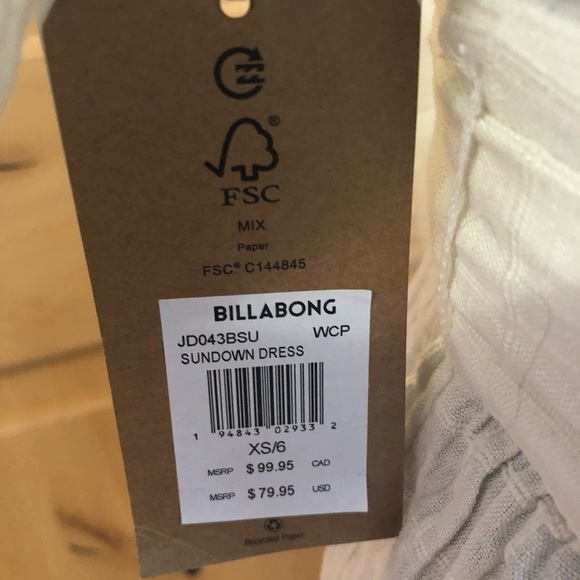 FSC
MIX
Paper
FSC® C144845
BILLABONG
JD043BSU WCP
SUNDOWN DRESS
1 94843 02933 2
XS/6
MSRP $99.95 CAD
MSRP $79.95 USD
Recycled Paper